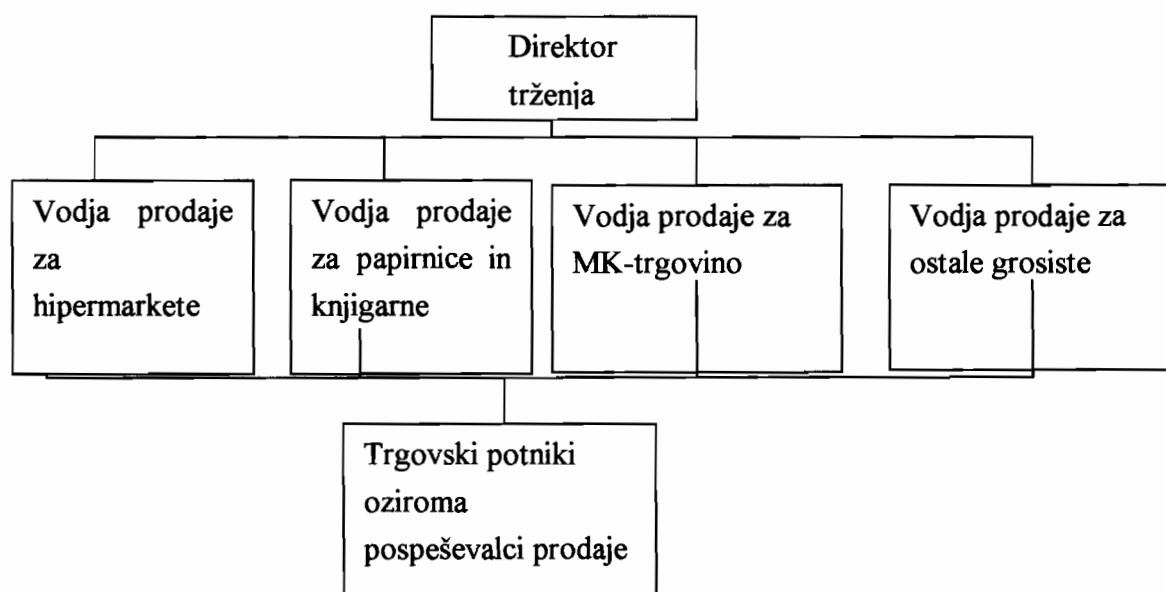 Direktor
trženja
Vodja prodaje
za
hipermarkete
Vodja prodaje
za papirnice in
knjigarne
Vodja prodaje za
MK-trgovino
Vodja prodaje za
ostale grosiste
Trgovski potniki
oziroma
pospeševalci prodaje